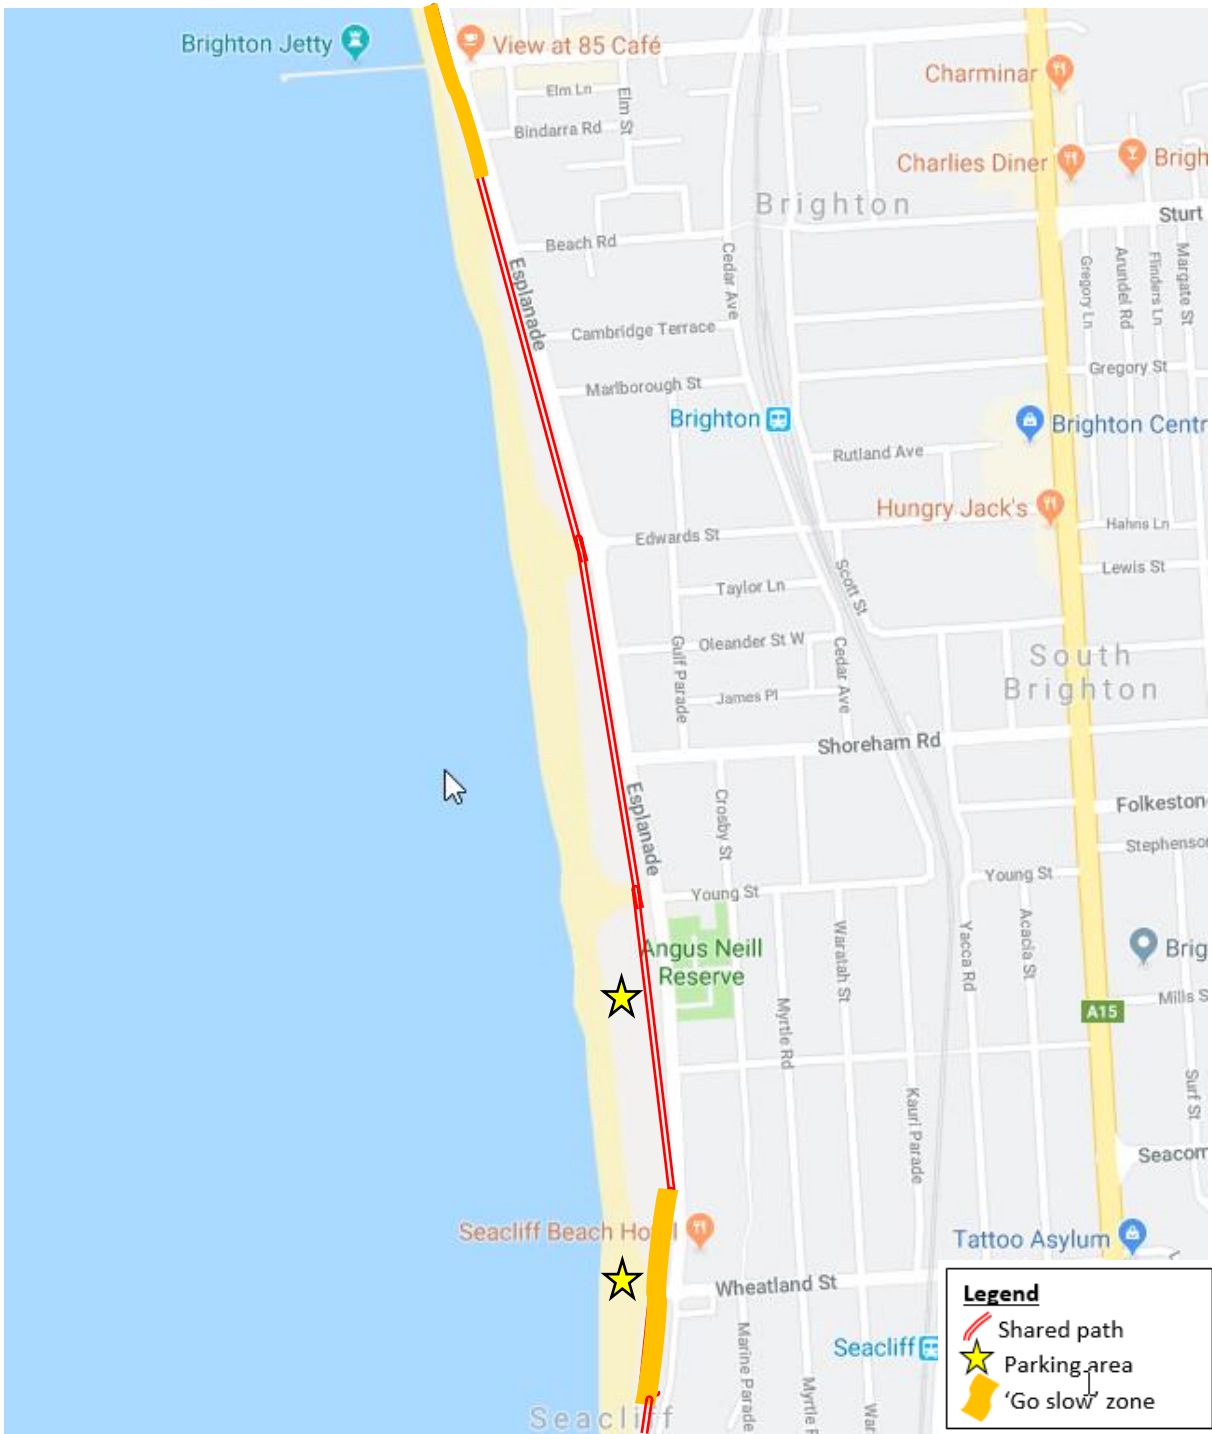 Brighton Jetty
View at 85 Café
Charminar
Elm Ln
Elm St
Bindarra Rd
Charlies Diner
Brigh
Brighton
Sturt
Beach Rd
Esplanade
Cedar Ave
Gregory Ln
Arundel Rd
Flinders Ln
Margate St
Cambridge Terrace
Gregory St
Marlborough St
Brighton
Brighton Centr
Rutland Ave
Hungry Jack's
Hahns Ln
Edwards St
Scott St
Lewis St
Taylor Ln
Oleander St W
Gulf Parade
Cedar Ave
South
Brighton
James Pl
Shoreham Rd
Esplanade
Crosby St
Folkeston
Stephenson
Young St
Young St
Angus Neill
Reserve
Waratah St
Yacca Rd
Acacia St
Brig
Myrtle Rd
A15
Mills S
Kauri Parade
Surf St
Seacom
Seacliff Beach Ho l
Tattoo Asylum
Wheatland St
Marine Parade
Seacliff
Myrtle F
War
Seacliff
Legend
Shared path
Parking area
‘Go slow’ zone